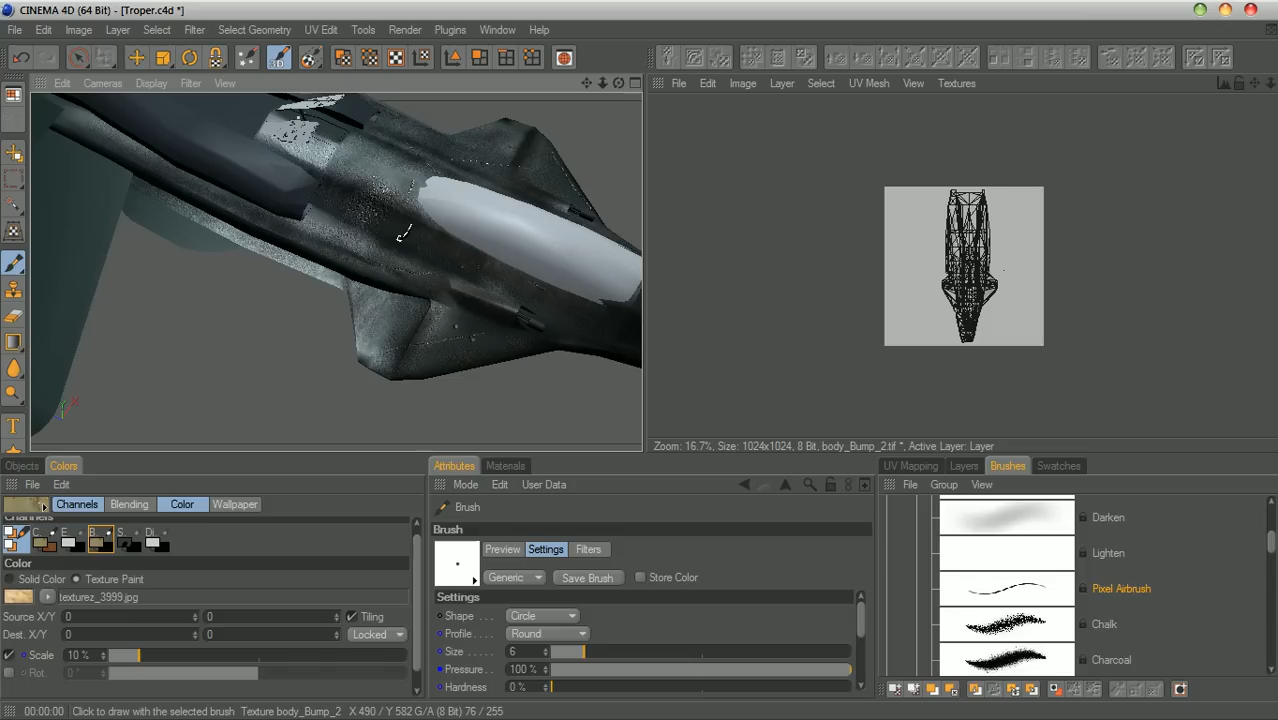 CINEMA 4D (64 Bit) - [Troper.c4d *]
File Edit Image Layer Select Filter Select Geometry UV Edit Tools Render Plugins Window Help
3D
Edit Cameras Display Filter View
File Edit Image Layer Select UV Mesh View Textures
T
Y X
Zoom: 16.7%, Size: 1024x1024, 8 Bit, body_Bump_2.tif *, Active Layer: Layer
Objects Colors
Attributes Materials
UV Mapping Layers Brushes Swatches
File Edit
Mode Edit User Data
File Group View
Channels Blending Color Wallpaper
Brush
Channels
C. E. B. S. Di
Brush
Preview Settings Filters
Color
Solid Color Texture Paint
Generic Save Brush Store Color
texturez_3999.jpg
Settings
Source X/Y 0 0 Tiling
Shape Circle
Dest. X/Y 0 0 Locked
Profile Round
Scale 10 %
Size 6
Rot. 0 °
Pressure 100 %
Hardness 0 %
Darken
Lighten
Pixel Airbrush
Chalk
Charcoal
00:00:00 Click to draw with the selected brush Texture body_Bump_2 X 490 / Y 582 G/A (8 Bit) 76 / 255